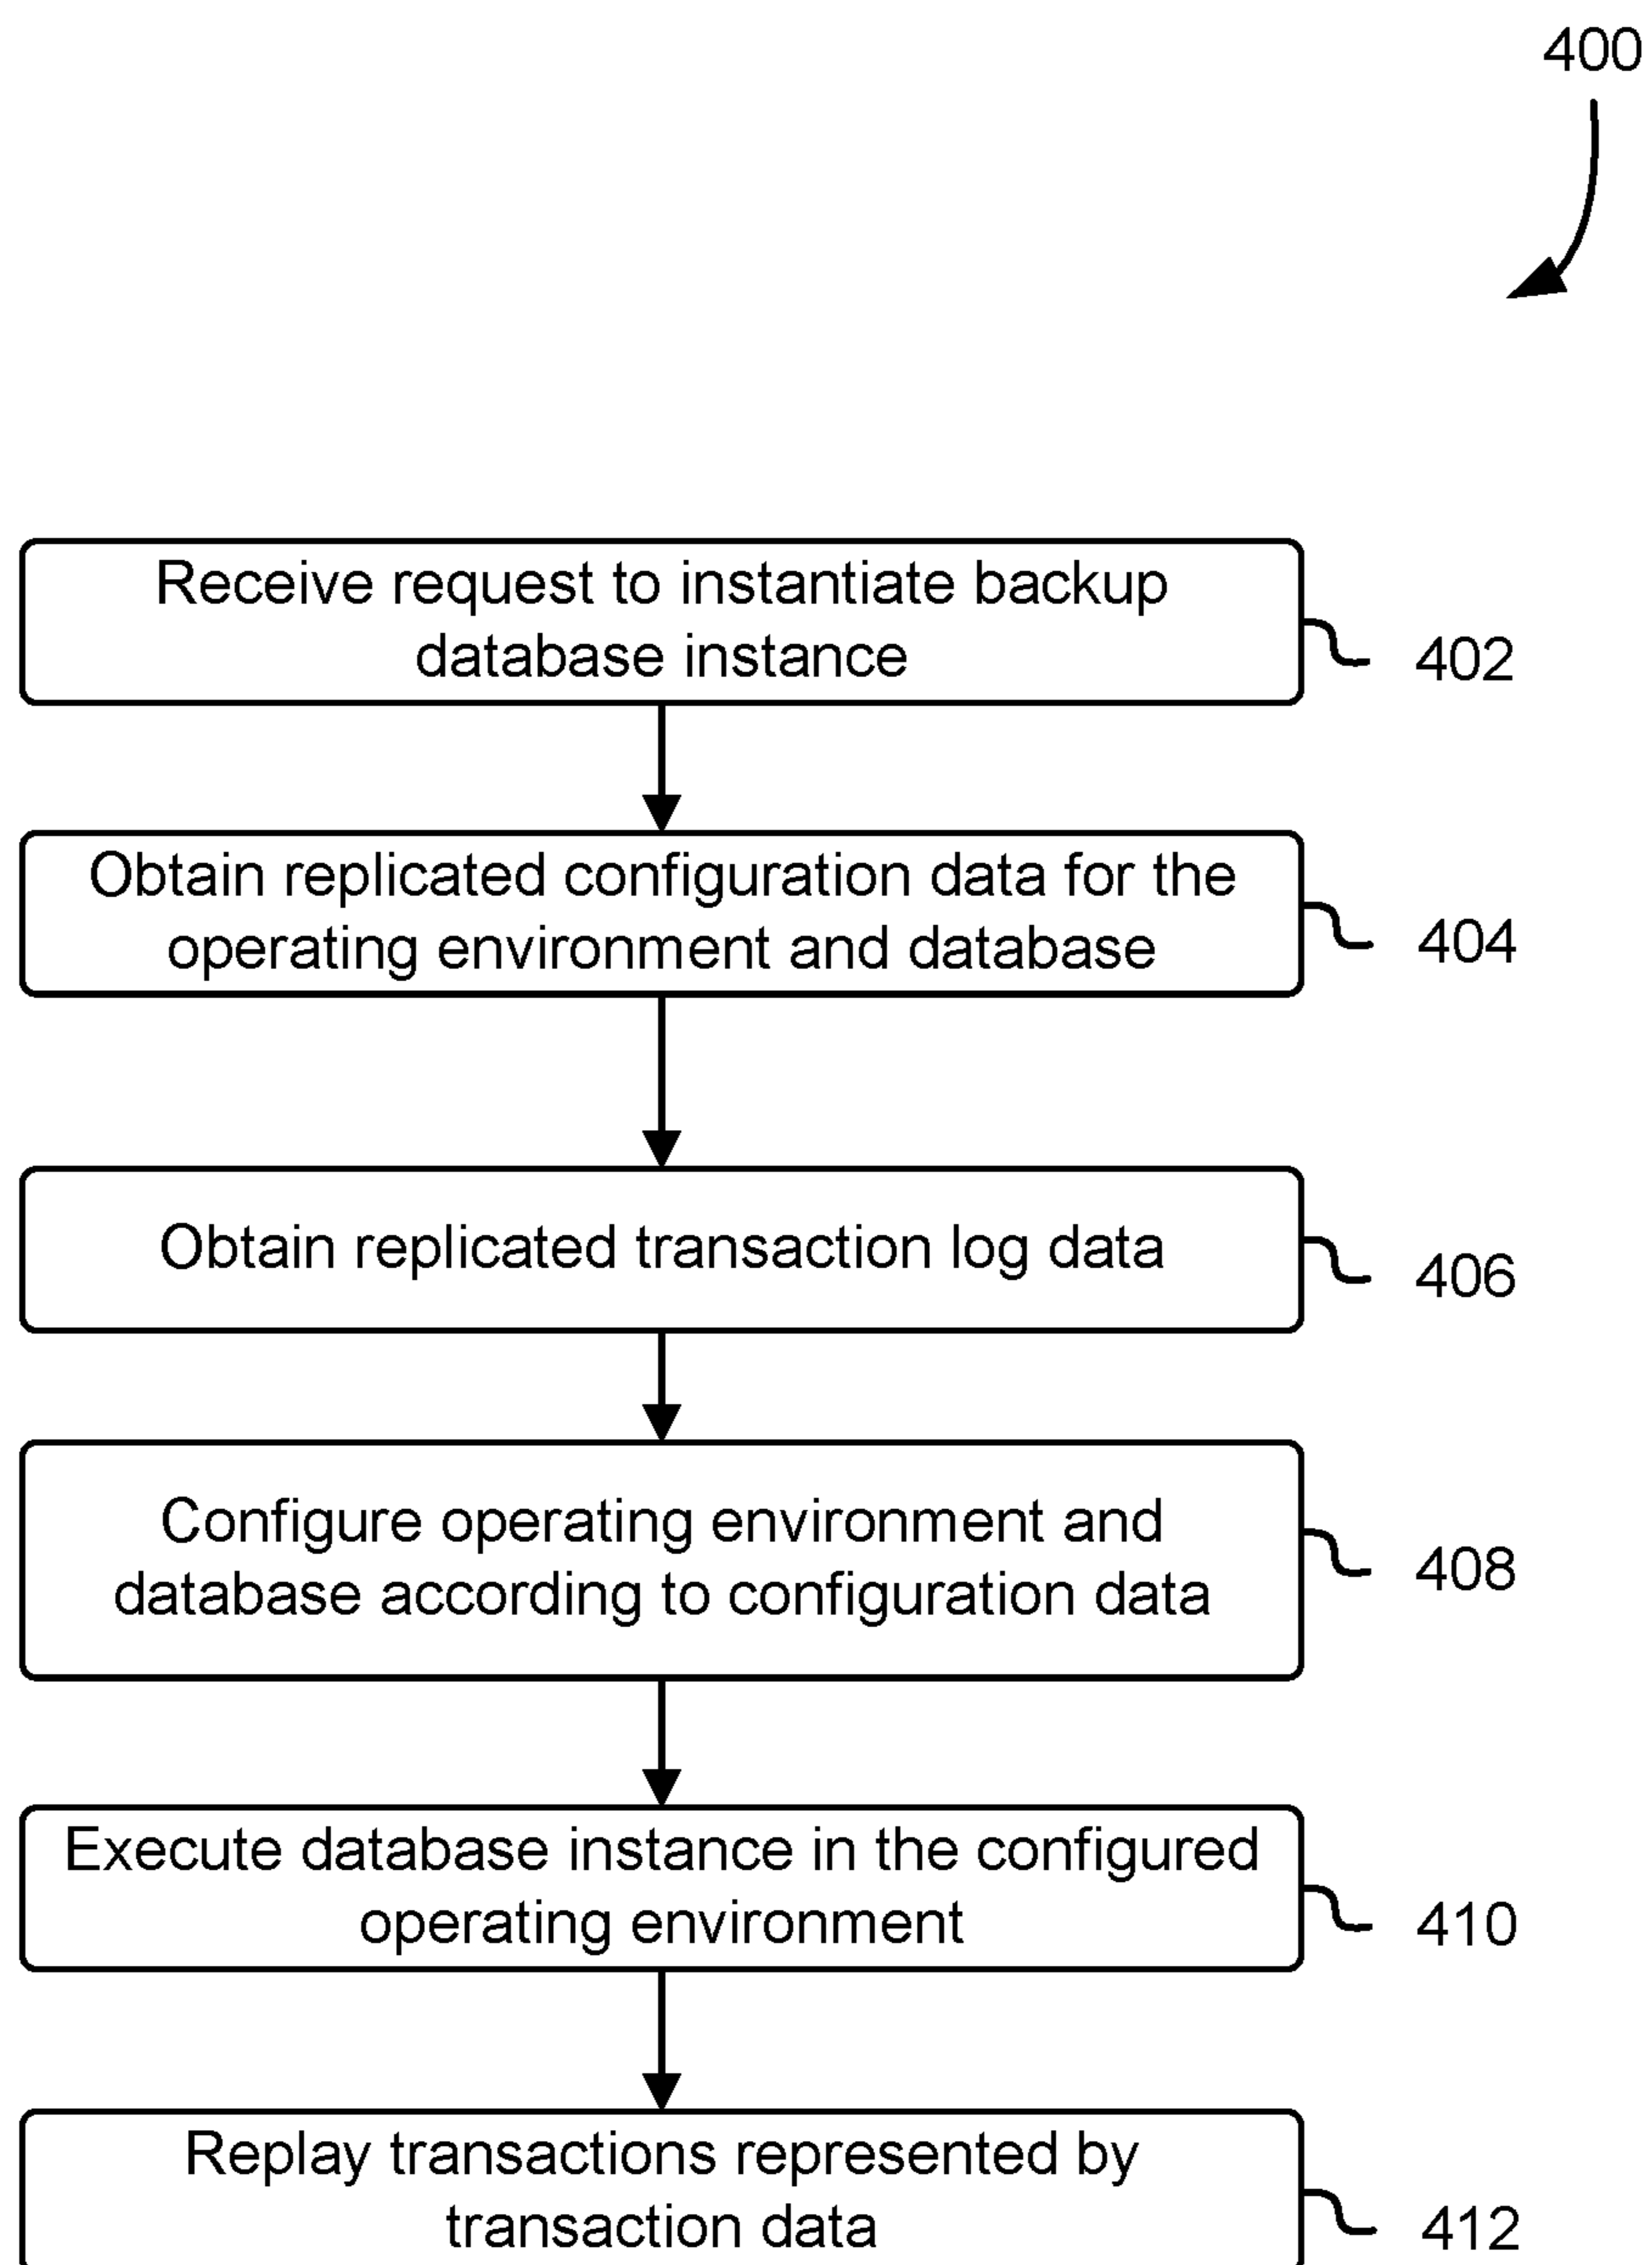 400
Receive request to instantiate backup
database instance
402
Obtain replicated configuration data for the
operating environment and database
404
Obtain replicated transaction log data
406
Configure operating environment and
database according to configuration data
408
Execute database instance in the configured
operating environment
410
Replay transactions represented by
transaction data
412